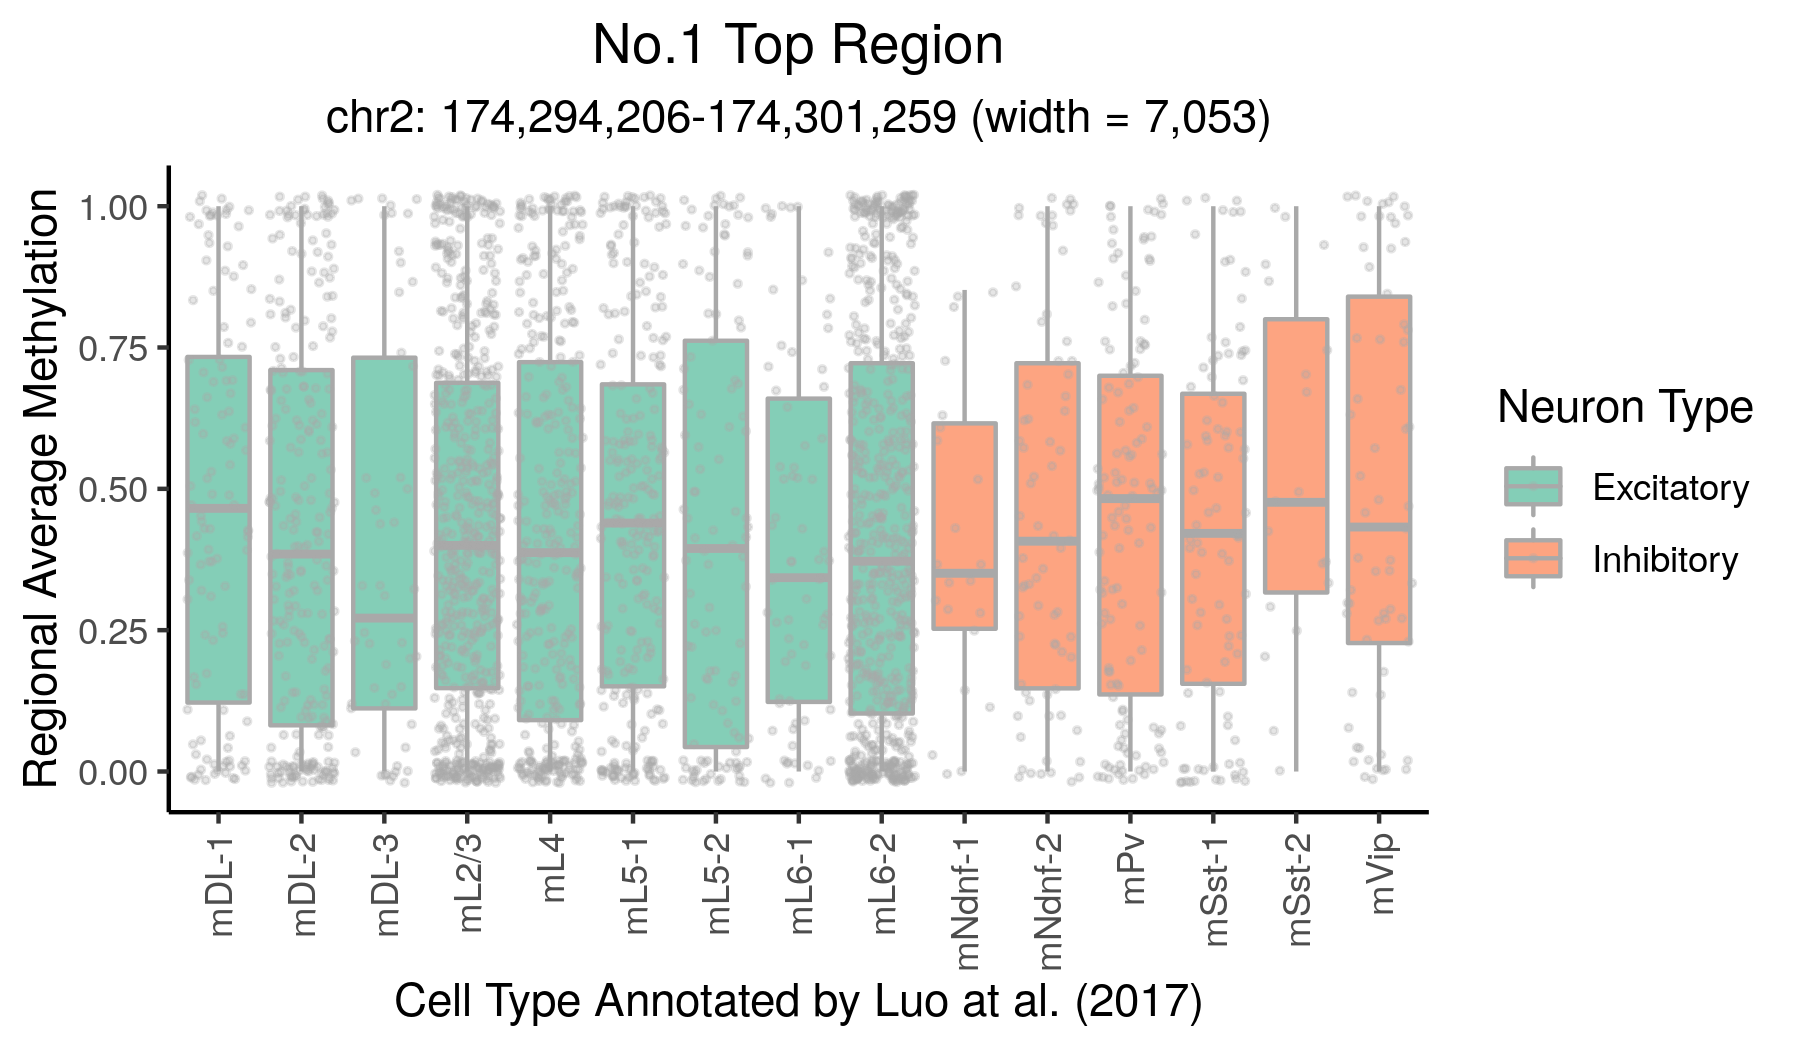 No.1 Top Region
chr2: 174,294,206-174,301,259 (width = 7,053)
Regional Average Methylation
1.00
0.75
0.50
0.25
0.00
mDL-1
mDL-2
mDL-3
mL2/3
mL4
mL5-1
mL5-2
mL6-1
mL6-2
mNdnf-1
mNdnf-2
mPv
mSst-1
mSst-2
mVip
Cell Type Annotated by Luo at al. (2017)
Neuron Type
Excitatory
Inhibitory